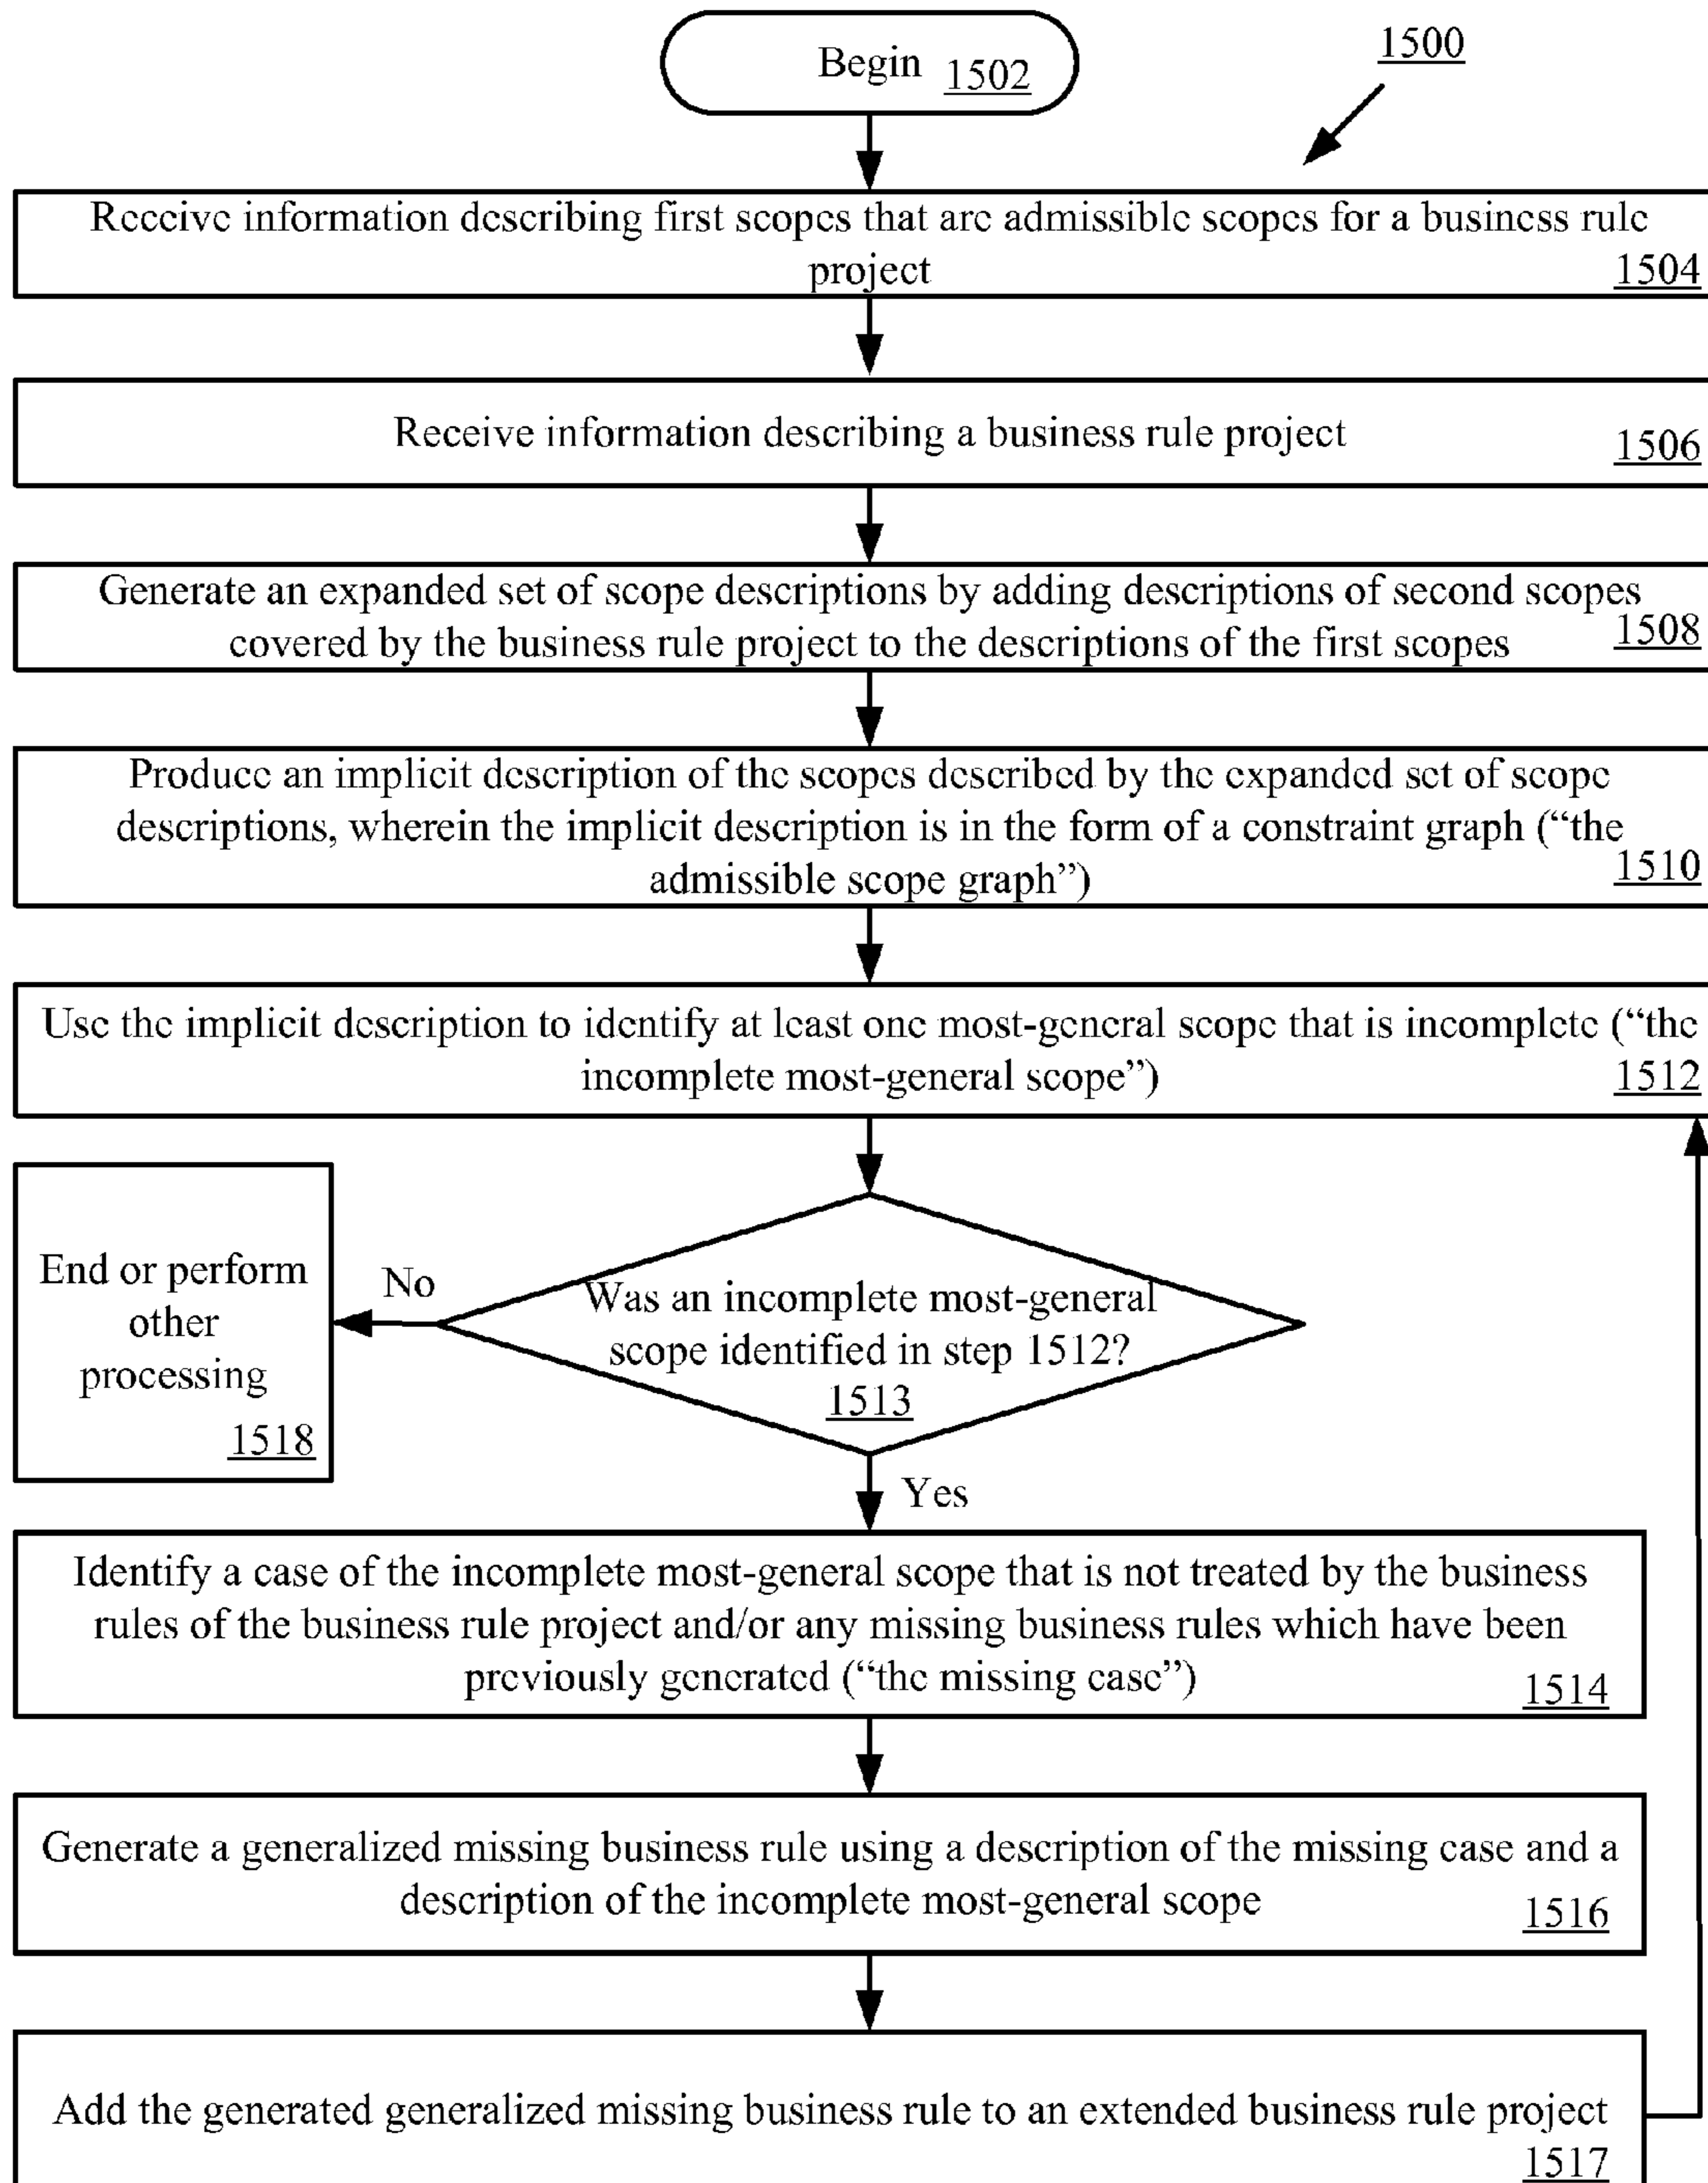 Begin 1502
1500
Receive information describing first scopes that are admissible scopes for a business rule
project
1504
Receive information describing a business rule project
1506
Generate an expanded set of scope descriptions by adding descriptions of second scopes
covered by the business rule project to the descriptions of the first scopes
1508
Produce an implicit description of the scopes described by the expanded set of scope
descriptions, wherein the implicit description is in the form of a constraint graph (“the
admissible scope graph”)
1510
Use the implicit description to identify at least one most-general scope that is incomplete (“the
incomplete most-general scope”)
1512
Was an incomplete most-general
scope identified in step 1512?
1513
No
End or perform
other
processing
1518
Yes
Identify a case of the incomplete most-general scope that is not treated by the business
rules of the business rule project and/or any missing business rules which have been
previously generated (“the missing case”)
1514
Generate a generalized missing business rule using a description of the missing case and a
description of the incomplete most-general scope
1516
Add the generated generalized missing business rule to an extended business rule project
1517